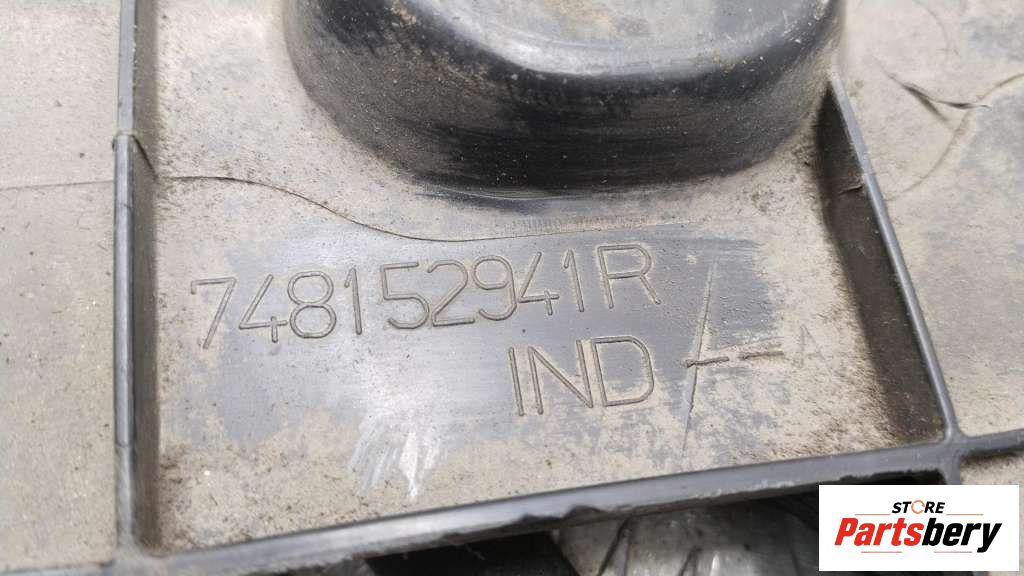 748152941R
IND --A
STORE
Partsbery